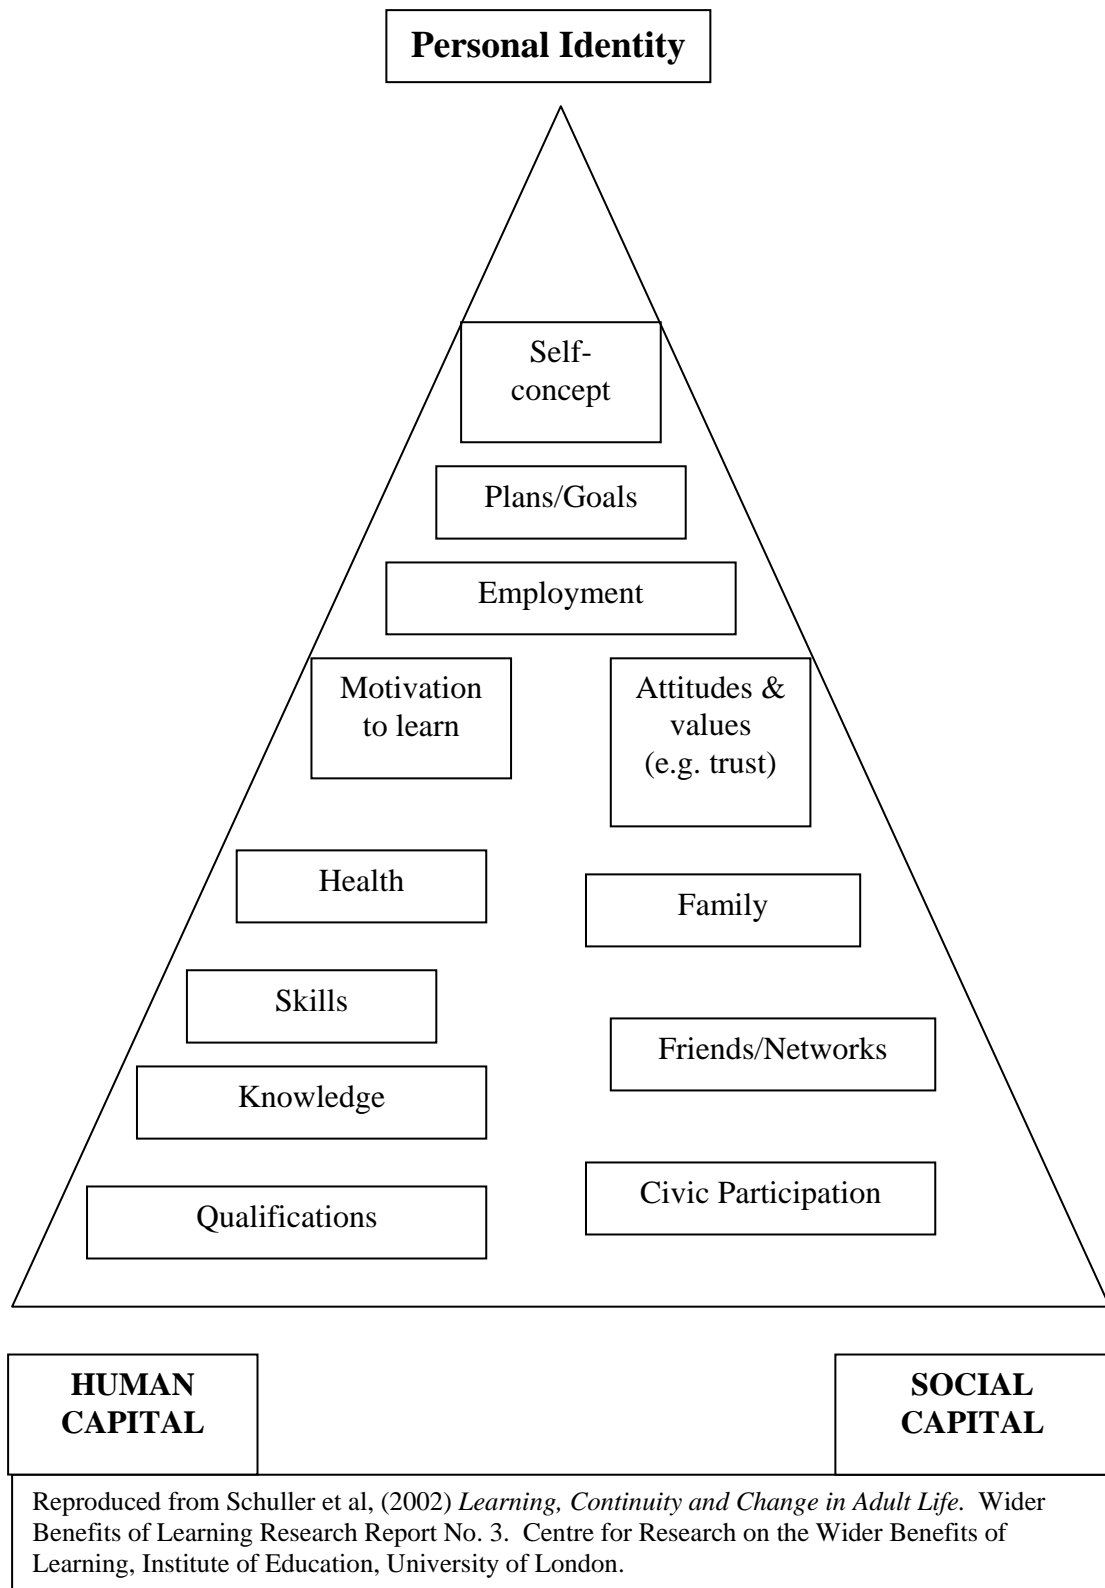 Personal Identity
Self-
concept
Plans/Goals
Employment
Motivation
to learn
Attitudes &
values
(e.g. trust)
Health
Family
Skills
Friends/Networks
Knowledge
Civic Participation
Qualifications
HUMAN
CAPITAL
SOCIAL
CAPITAL
Reproduced from Schuller et al, (2002) Learning, Continuity and Change in Adult Life. Wider
Benefits of Learning Research Report No. 3. Centre for Research on the Wider Benefits of
Learning, Institute of Education, University of London.